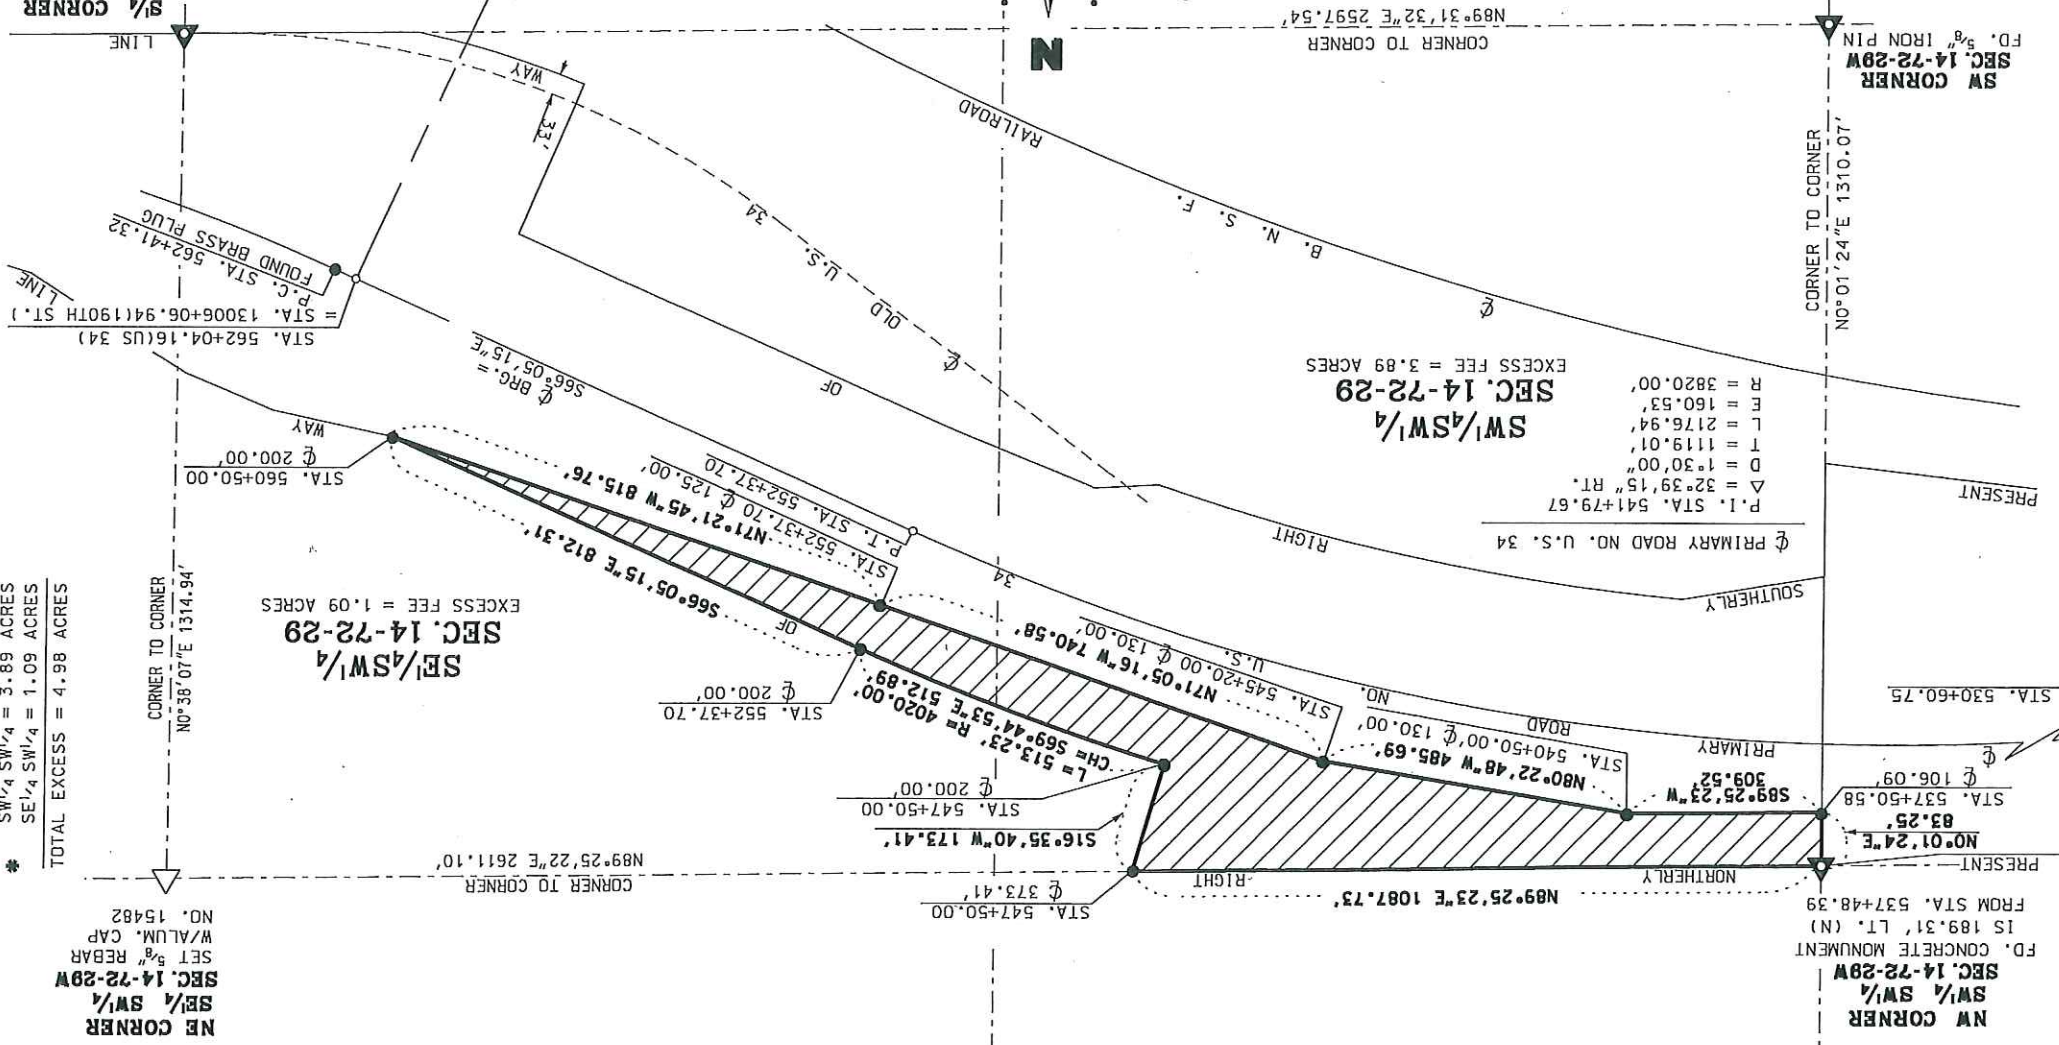 NW CORNER
SW¼ SW¼
SEC. 14-72-29W
FD. CONCRETE MONUMENT
IS 189.31' LT. (N)
FROM STA. 537+48.39
NE CORNER
SE¼ SW¼
SEC. 14-72-29W
SET ⅝" REBAR
W/ALUM. CAP
NO. 15482
N89°25'23"E 1087.73'
STA. 547+50.00
℄ 373.41'
CORNER TO CORNER
N89°25'22"E 2611.10'
PRESENT
NORTHERLY
RIGHT
N0°01'24"E
83.25'
STA. 537+50.58
℄ 106.09'
S89°25'23"W
309.52'
S16°35'40"W 173.41'
STA. 547+50.00
℄ 200.00'
N80°22'48"W 485.69'
STA. 540+50.00
℄ 130.00'
L= 513.23' R= 4020.00'
CH= S69°44'53"E 512.89'
STA. 552+37.70
℄ 200.00'
OF
STA. 530+60.75
℄
PRIMARY
ROAD
NO.
U.S.
34
N71°05'16"W 740.58'
STA. 545+20.00 ℄ 130.00'
S66°05'15"E 812.31'
N71°21'45"W 815.76'
STA. 552+37.70 ℄ 125.00'
P.T. STA. 552+37.70
SE¼SW¼
SEC. 14-72-29
EXCESS FEE = 1.09 ACRES
CORNER TO CORNER
N0°38'07"E 1314.94'
*
SW¼ SW¼ = 3.89 ACRES
SE¼ SW¼ = 1.09 ACRES
TOTAL EXCESS = 4.98 ACRES
SOUTHERLY
RIGHT
PRESENT
℄ PRIMARY ROAD NO. U.S. 34
P.I. STA. 541+79.67
Δ = 32°39'15" RT.
D = 1°30'00"
T = 1119.01'
L = 2176.94'
E = 160.53'
R = 3820.00'
SW¼SW¼
SEC. 14-72-29
EXCESS FEE = 3.89 ACRES
STA. 560+50.00
℄ 200.00'
WAY
OF
℄ BRG. =
S66°05'15"E
℄
OLD
U.S.
34
STA. 562+04.16(US 34)
= STA. 13006+06.94(190TH ST.)
LINE
P.C. STA. 562+41.32
FOUND BRASS PLUG
℄
B. N. S. F.
RAILROAD
CORNER TO CORNER
N0°01'24"E 1310.07'
33'
WAY
LINE
SW CORNER
SEC. 14-72-29W
FD. ⅝" IRON PIN
CORNER TO CORNER
N89°31'32"E 2597.54'
N
S¼ CORNER